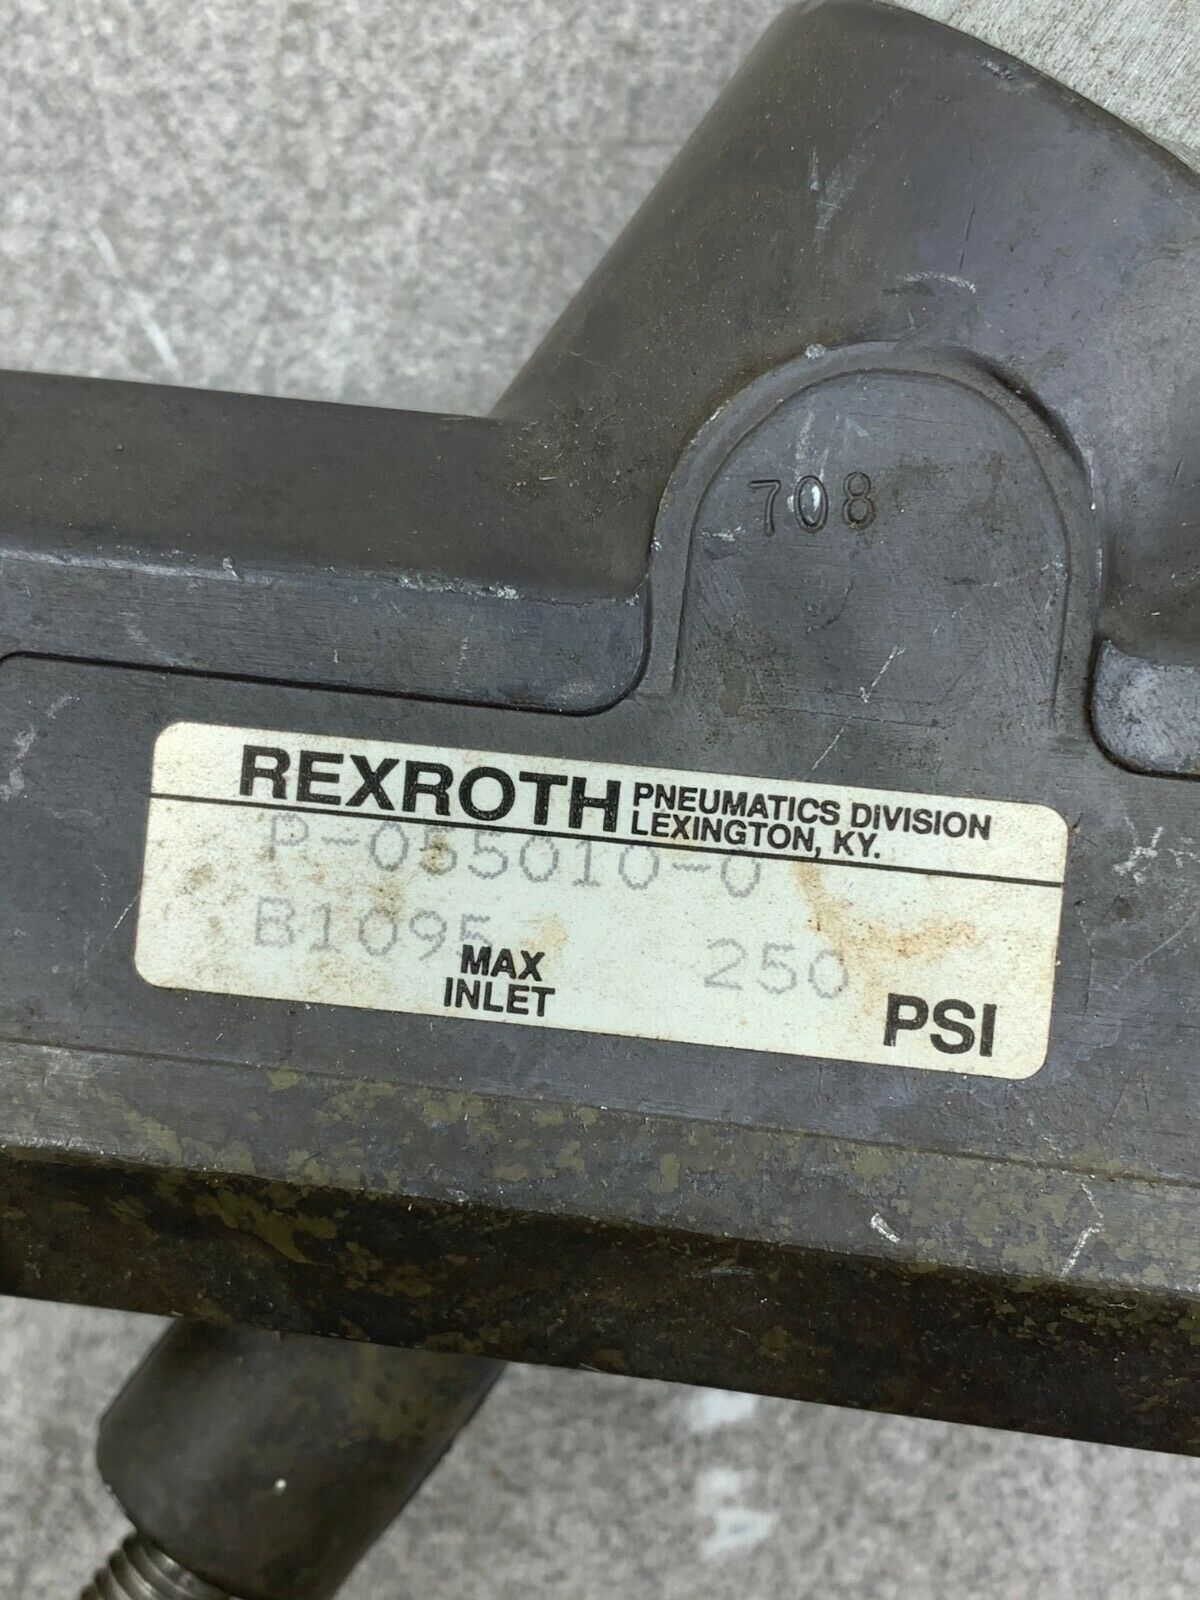 708
REXROTH PNEUMATICS DIVISION
LEXINGTON, KY.
P-055010-0
B1095 250
MAX
INLET PSI